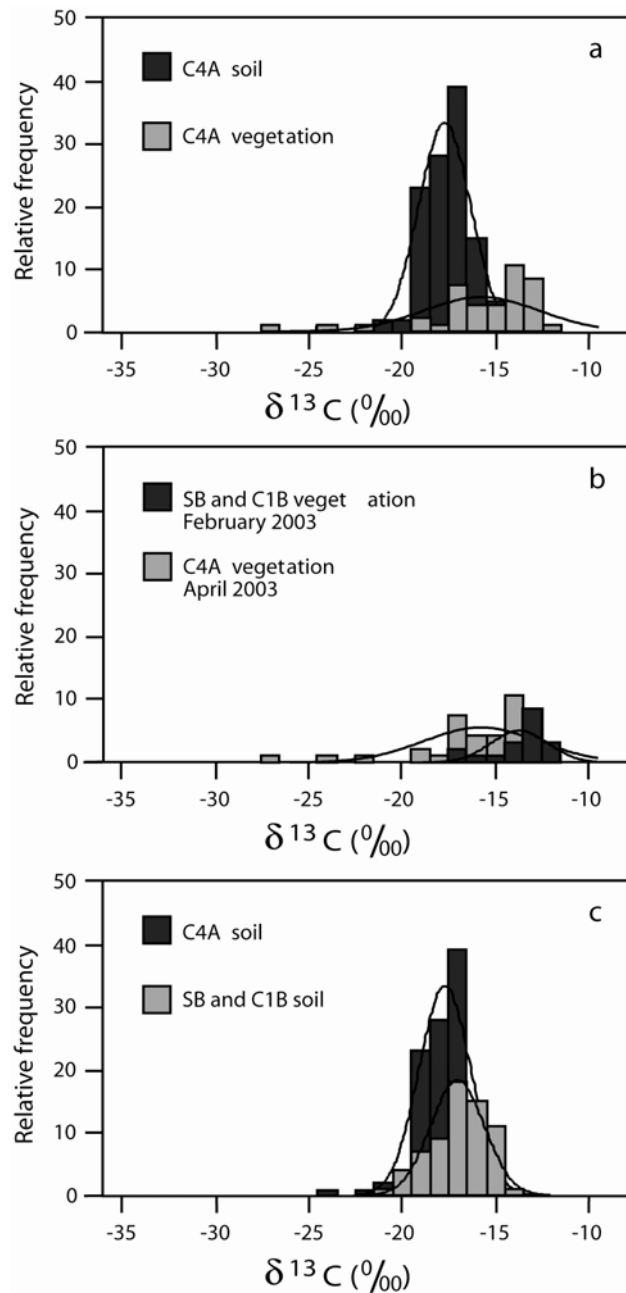 a
50
C4A soil
40
C4A vegetation
30
20
10
0
Relative frequency
-35 -30 -25 -20 -15 -10
δ 13 C (0/00)
b
50
SB and C1B veget ation
February 2003
40
C4A vegetation
April 2003
30
20
10
0
Relative frequency
-35 -30 -25 -20 -15 -10
δ 13 C (0/00)
c
50
C4A soil
40
SB and C1B soil
30
20
10
0
Relative frequency
-35 -30 -25 -20 -15 -10
δ 13 C (0/00)